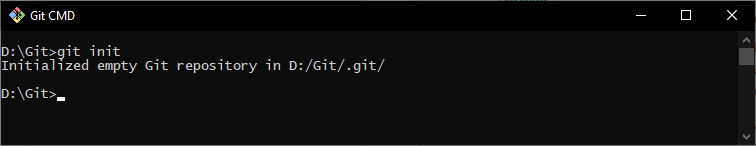 Git CMD
D:\Git>git init
Initialized empty Git repository in D:/Git/.git/
D:\Git>